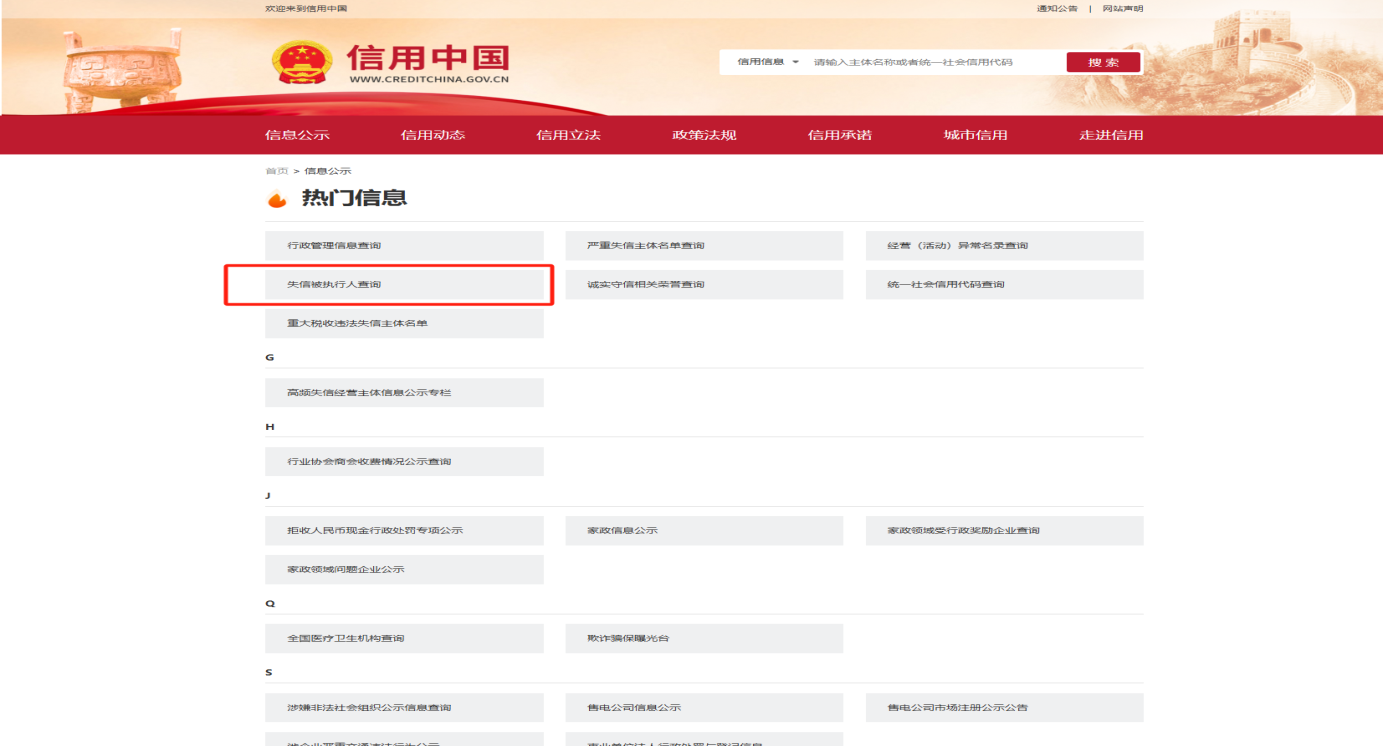 欢迎来到信用中国
通知公告 | 网站声明
信用中国
WWW.CREDITCHINA.GOV.CN
信用信息 请输入主体名称或者统一社会信用代码 搜索
信息公示 信用动态 信用立法 政策法规 信用承诺 城市信用 走进信用
首页 > 信息公示
热门信息
行政管理信息查询 严重失信主体名单查询 经营（活动）异常名录查询
失信被执行人查询 诚实守信相关荣誉查询 统一社会信用代码查询
重大税收违法失信主体名单
G
高频失信经营主体信息公示专栏
H
行业协会商会收费情况公示查询
J
拒收人民币现金行政处罚专项公示 家政信息公示 家政领域受行政奖励企业查询
家政领域问题企业公示
Q
全国医疗卫生机构查询 欺诈骗保曝光台
S
涉嫌非法社会组织公示信息查询 售电公司信息公示 售电公司市场注册公示公告